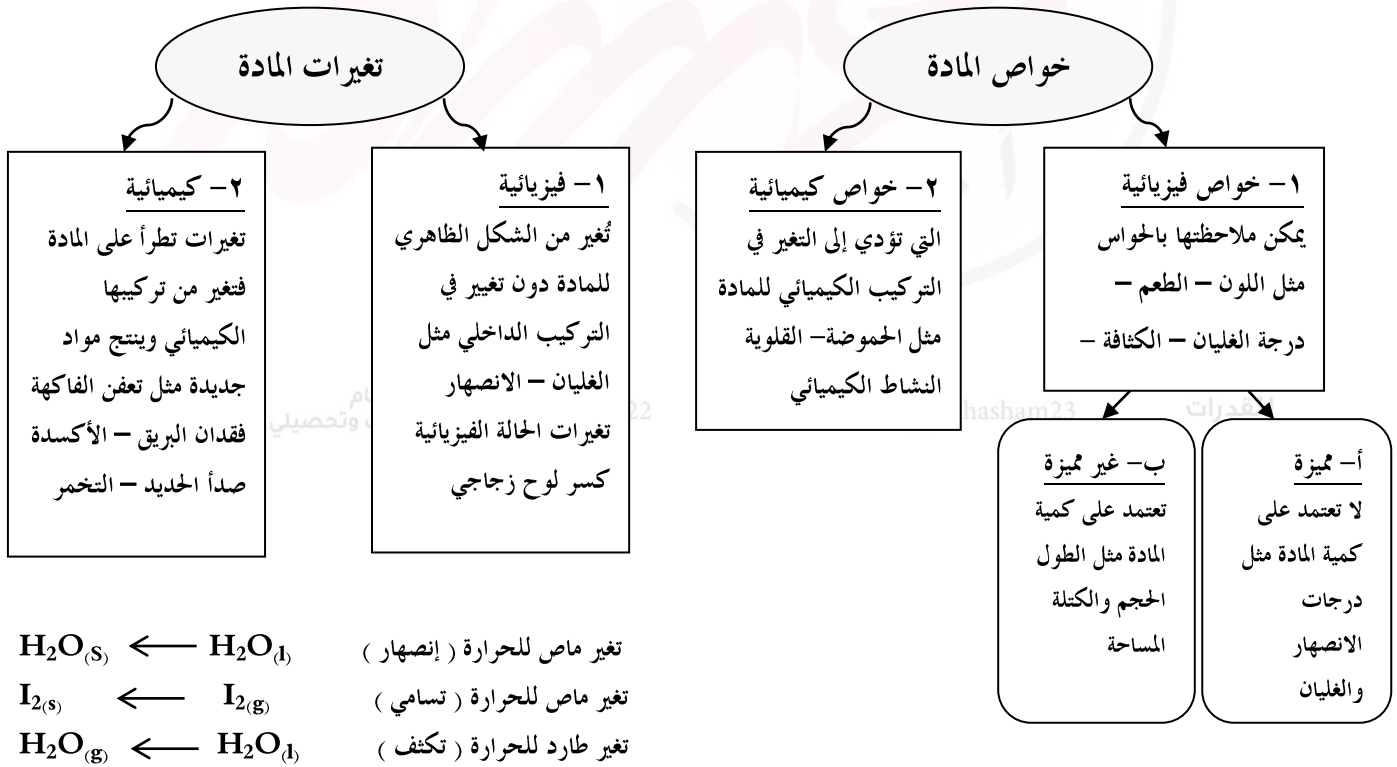 خواص المادة
١- خواص فيزيائية
يمكن ملاحظتها بالحواس
مثل اللون – الطعم –
درجة الغليان – الكثافة –
أ- مميزة
لا تعتمد على
كمية المادة مثل
درجات
الانصهار
والغليان
ب- غير مميزة
تعتمد على كمية
المادة مثل الطول
الحجم والكتلة
المساحة
٢- خواص كيميائية
التي تؤدي إلى التغير في
التركيب الكيميائي للمادة
مثل الحموضة- القلوية
النشاط الكيميائي
تغيرات المادة
١- فيزيائية
تُغير من الشكل الظاهري
للمادة دون تغيير في
التركيب الداخلي مثل
الغليان – الانصهار
تغيرات الحالة الفيزيائية
كسر لوح زجاجي
٢- كيميائية
تغيرات تطرأ على المادة
فتغير من تركيبها
الكيميائي وينتج مواد
جديدة مثل تعفن الفاكهة
فقدان البريق – الأكسدة
صدأ الحديد – التخمر
تغير ماص للحرارة ( إنصهار ) H₂O(l) ← H₂O(S)
تغير ماص للحرارة ( تسامي ) I₂(g) ← I₂(s)
تغير طارد للحرارة ( تكثف ) H₂O(l) ← H₂O(g)
القدرات
hasham23
22
وتحصيلي